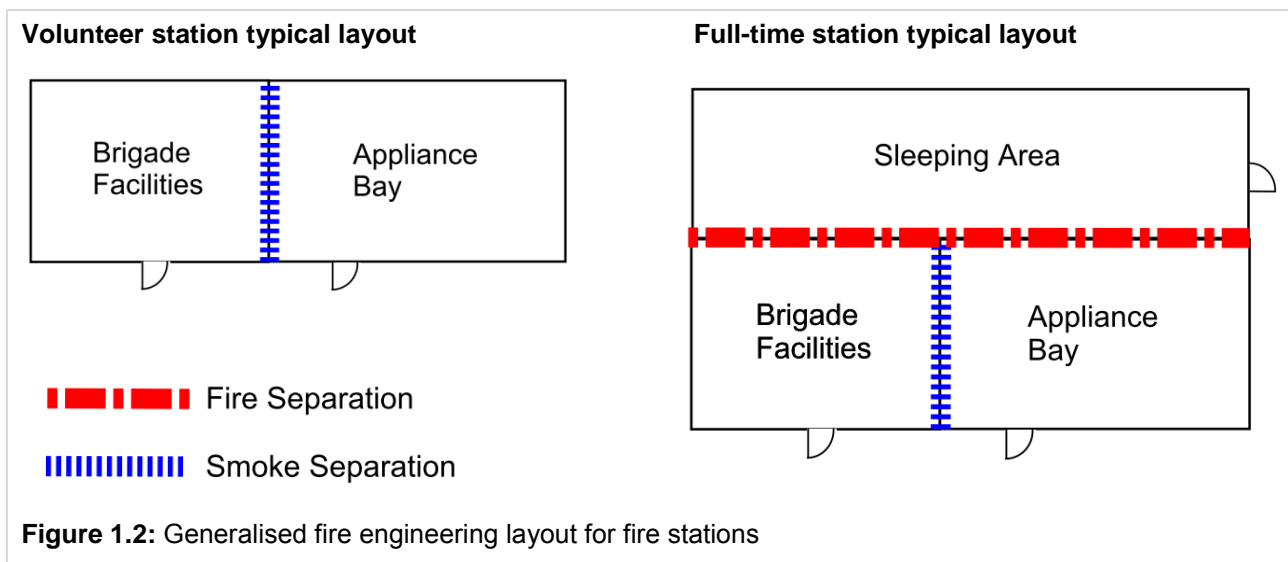 Volunteer station typical layout
Full-time station typical layout
Brigade
Facilities
Appliance
Bay
Sleeping Area
Brigade
Facilities
Appliance
Bay
Fire Separation
Smoke Separation
Figure 1.2: Generalised fire engineering layout for fire stations